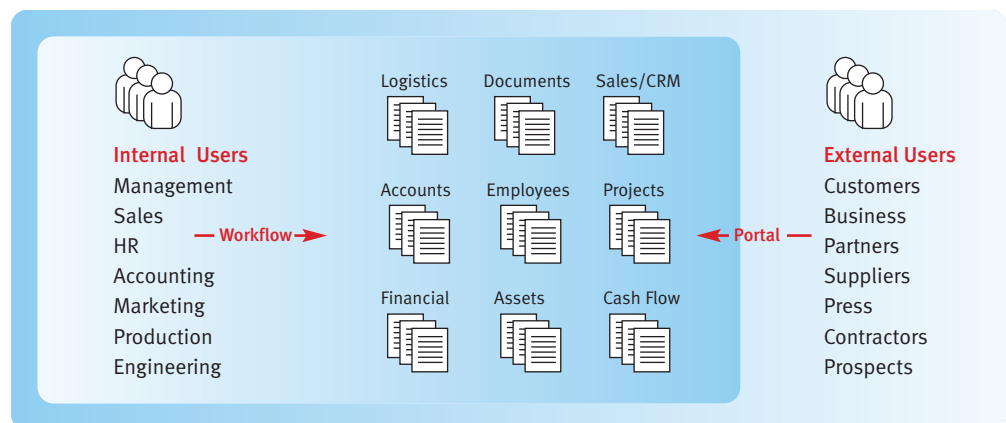 Internal Users
Management
Sales
HR
Accounting
Marketing
Production
Engineering
Workflow
Logistics
Documents
Sales/CRM
Accounts
Employees
Projects
Financial
Assets
Cash Flow
Portal
External Users
Customers
Business
Partners
Suppliers
Press
Contractors
Prospects